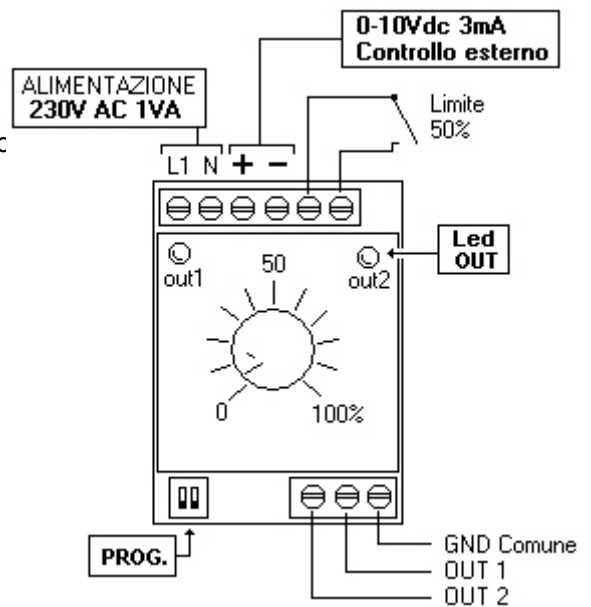 0-10Vdc 3mA
Controllo esterno
ALIMENTAZIONE
230V AC 1VA
Limite
50%
L1 N + −
Led
OUT
out1
50
out2
0
100%
PROG.
GND Comune
OUT 1
OUT 2